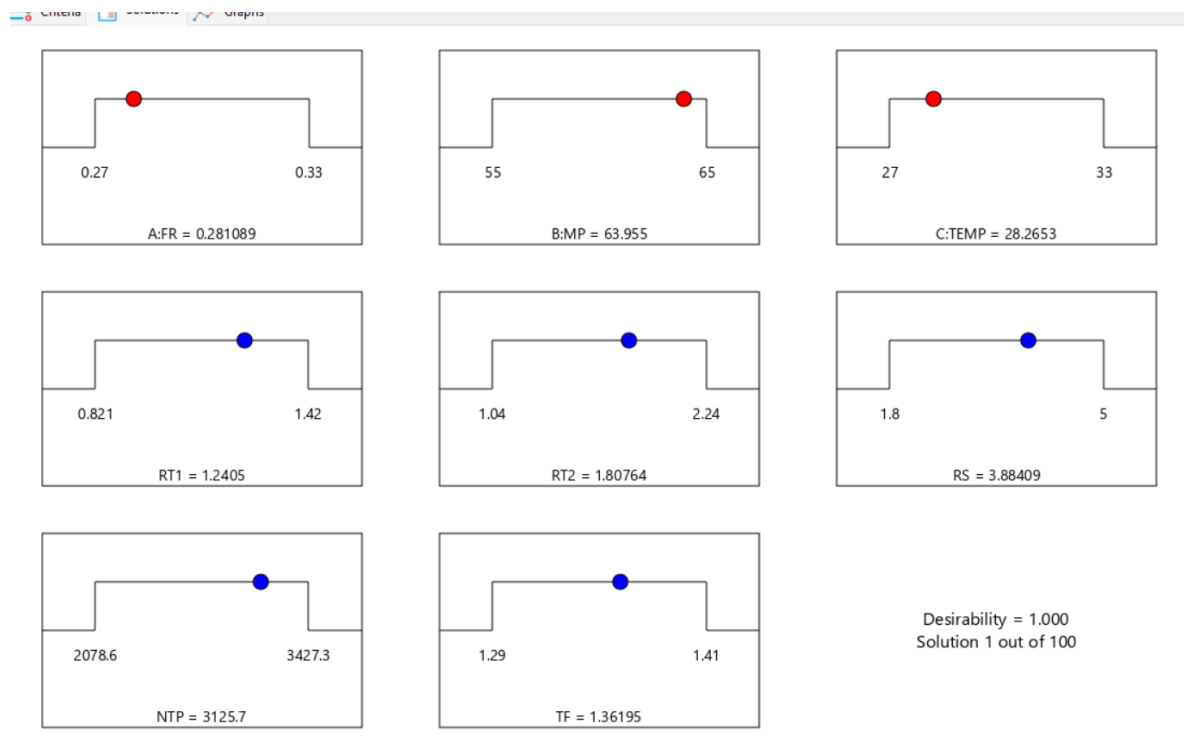 Criteria Solutions Graphs
0.27 0.33 55 65 27 33
A:FR = 0.281089 B:MP = 63.955 C:TEMP = 28.2653
0.821 1.42 1.04 2.24 1.8 5
RT1 = 1.2405 RT2 = 1.80764 RS = 3.88409
Desirability = 1.000
Solution 1 out of 100
2078.6 3427.3 1.29 1.41
NTP = 3125.7 TF = 1.36195